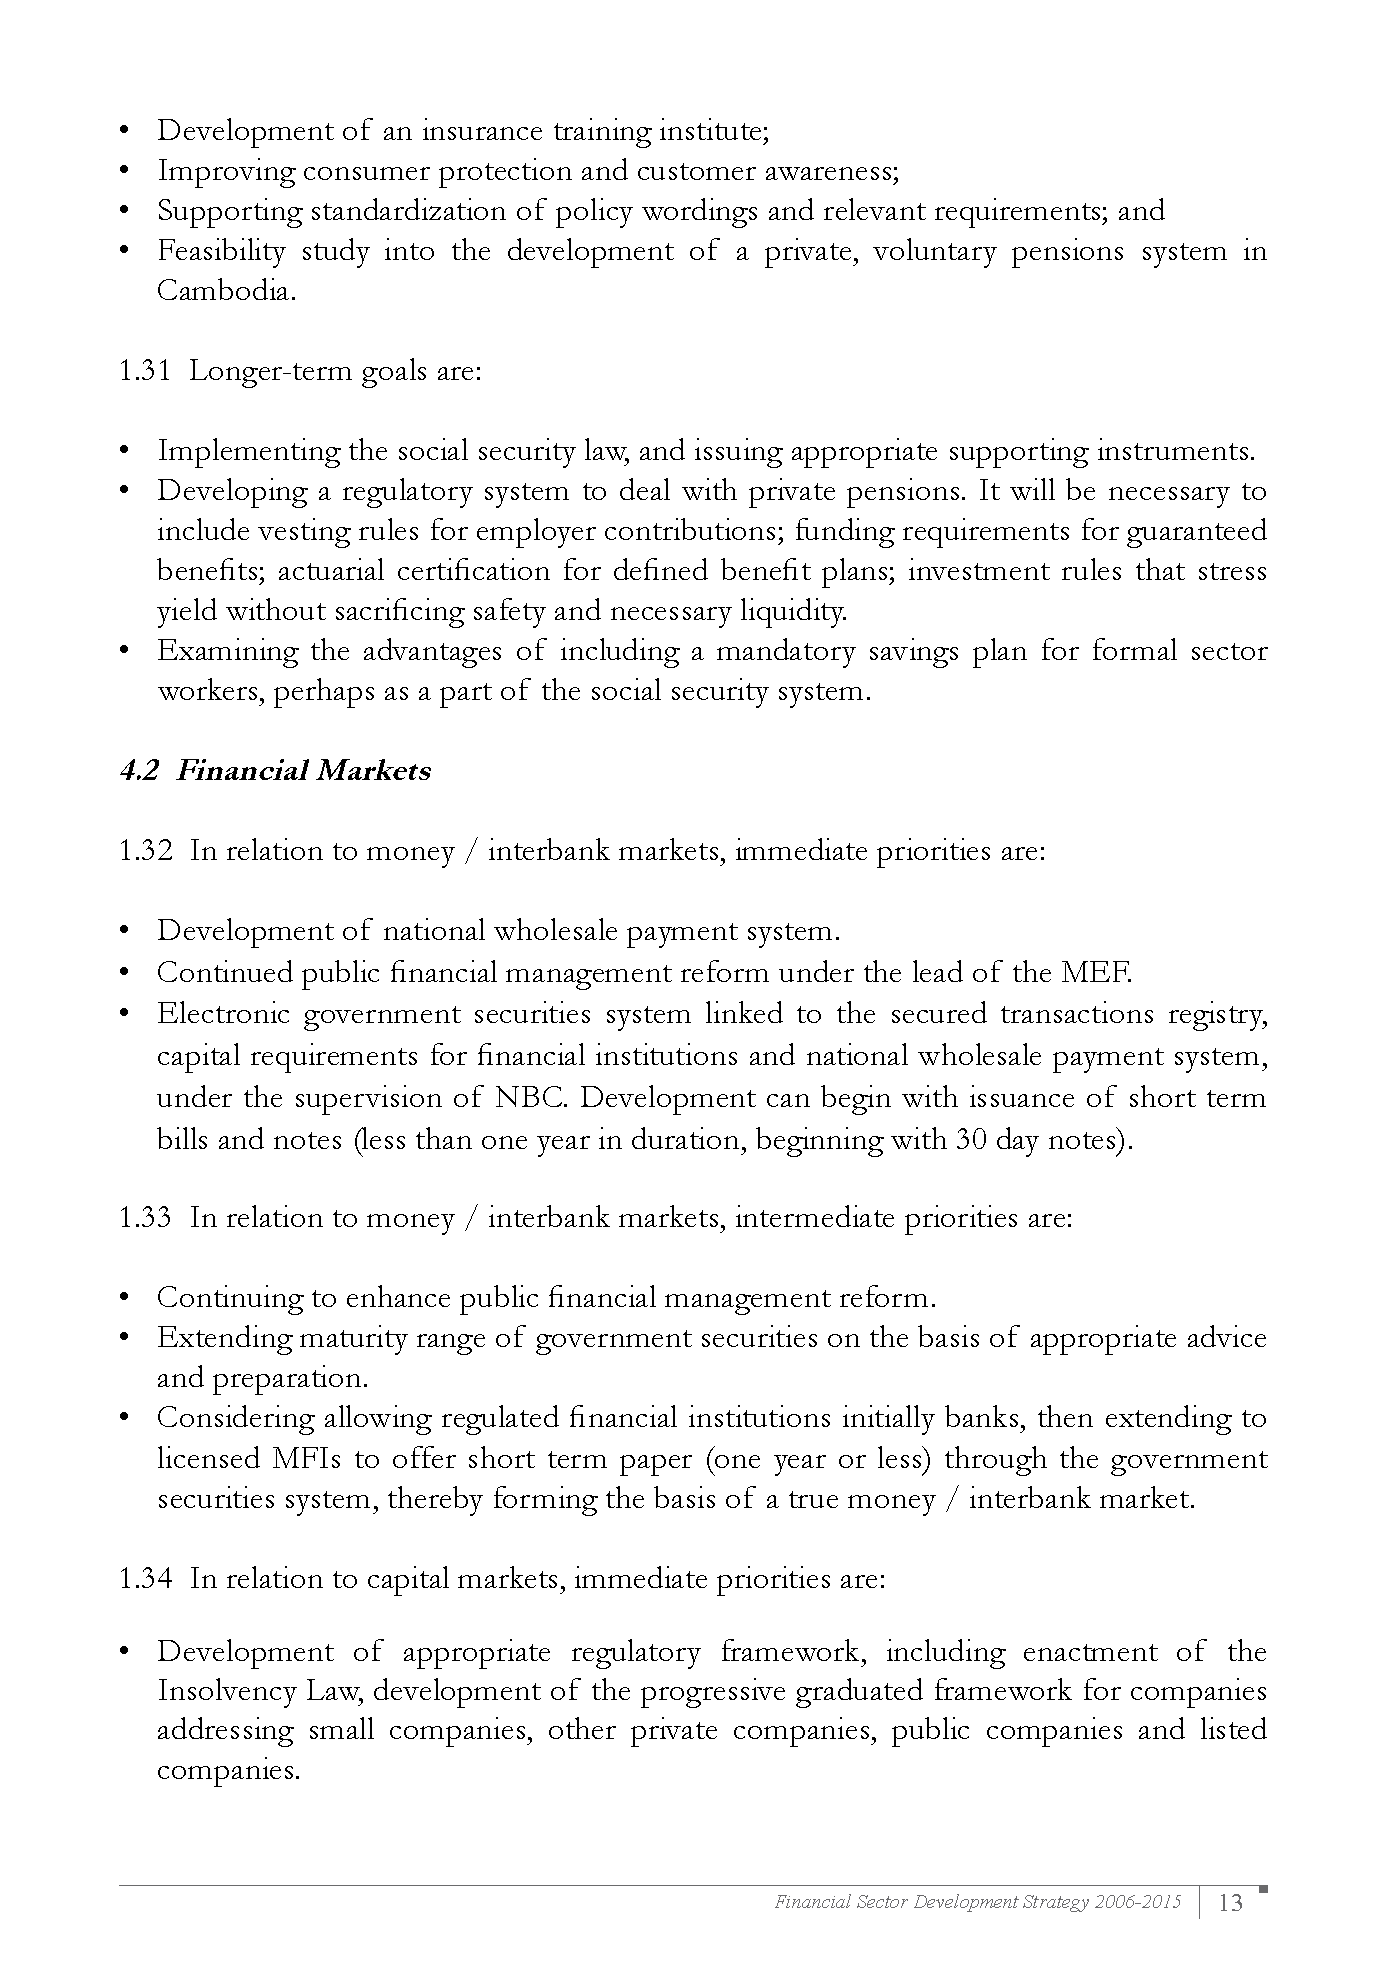 • Development of an insurance training institute;
• Improving consumer protection and customer awareness;
• Supporting standardization of policy wordings and relevant requirements; and
• Feasibility study into the development of a private, voluntary pensions system in
Cambodia.
1.31 Longer-term goals are:
• Implementing the social security law, and issuing appropriate supporting instruments.
• Developing a regulatory system to deal with private pensions. It will be necessary to
include vesting rules for employer contributions; funding requirements for guaranteed
benefits; actuarial certification for defined benefit plans; investment rules that stress
yield without sacrificing safety and necessary liquidity.
• Examining the advantages of including a mandatory savings plan for formal sector
workers, perhaps as a part of the social security system.
4.2 Financial Markets
1.32 In relation to money / interbank markets, immediate priorities are:
• Development of national wholesale payment system.
• Continued public financial management reform under the lead of the MEF.
• Electronic government securities system linked to the secured transactions registry,
capital requirements for financial institutions and national wholesale payment system,
under the supervision of NBC. Development can begin with issuance of short term
bills and notes (less than one year in duration, beginning with 30 day notes).
1.33 In relation to money / interbank markets, intermediate priorities are:
• Continuing to enhance public financial management reform.
• Extending maturity range of government securities on the basis of appropriate advice
and preparation.
• Considering allowing regulated financial institutions initially banks, then extending to
licensed MFIs to offer short term paper (one year or less) through the government
securities system, thereby forming the basis of a true money / interbank market.
1.34 In relation to capital markets, immediate priorities are:
• Development of appropriate regulatory framework, including enactment of the
Insolvency Law, development of the progressive graduated framework for companies
addressing small companies, other private companies, public companies and listed
companies.
Financial Sector Development Strategy 2006-2015 13